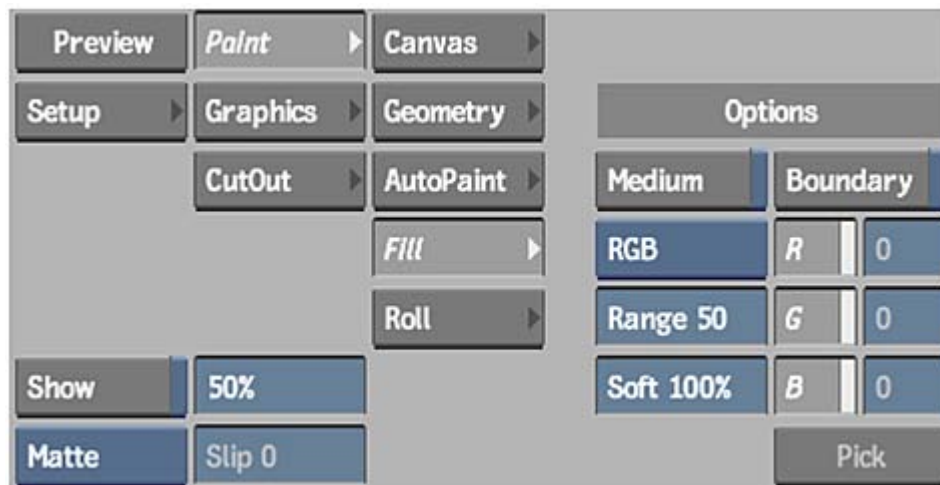 Preview Paint Canvas
Setup Graphics Geometry Options
CutOut AutoPaint Medium Boundary
Fill RGB R 0
Roll Range 50 G 0
Show 50% Soft 100% B 0
Matte Slip 0 Pick